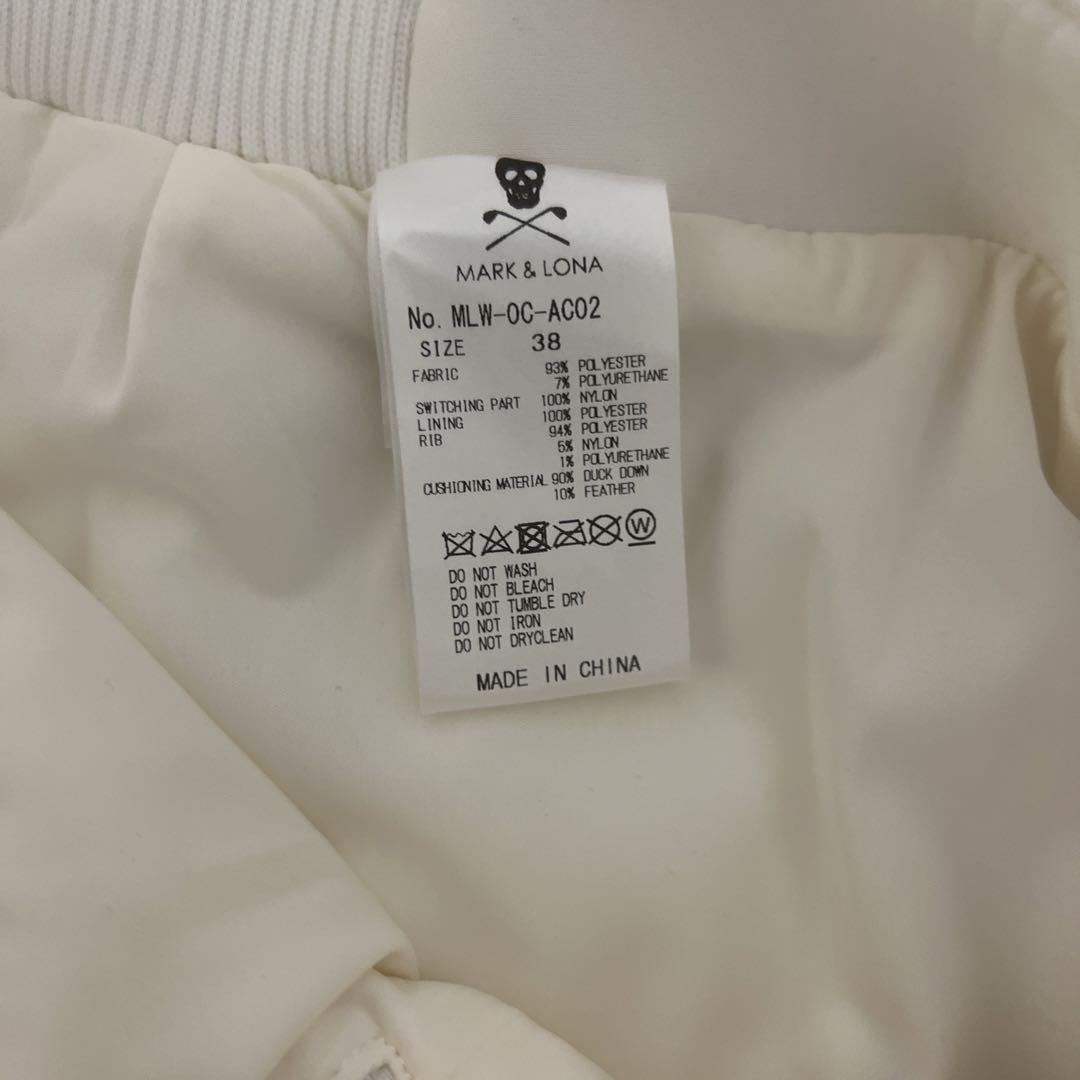 MARK & LONA
No. MLW-OC-AC02
SIZE 38
FABRIC 93% POLYESTER
7% POLYURETHANE
SWITCHING PART 100% NYLON
LINING 100% POLYESTER
RIB 94% POLYESTER
5% NYLON
1% POLYURETHANE
CUSHIONING MATERIAL 90% DUCK DOWN
10% FEATHER
W
DO NOT WASH
DO NOT BLEACH
DO NOT TUMBLE DRY
DO NOT IRON
DO NOT DRYCLEAN
MADE IN CHINA